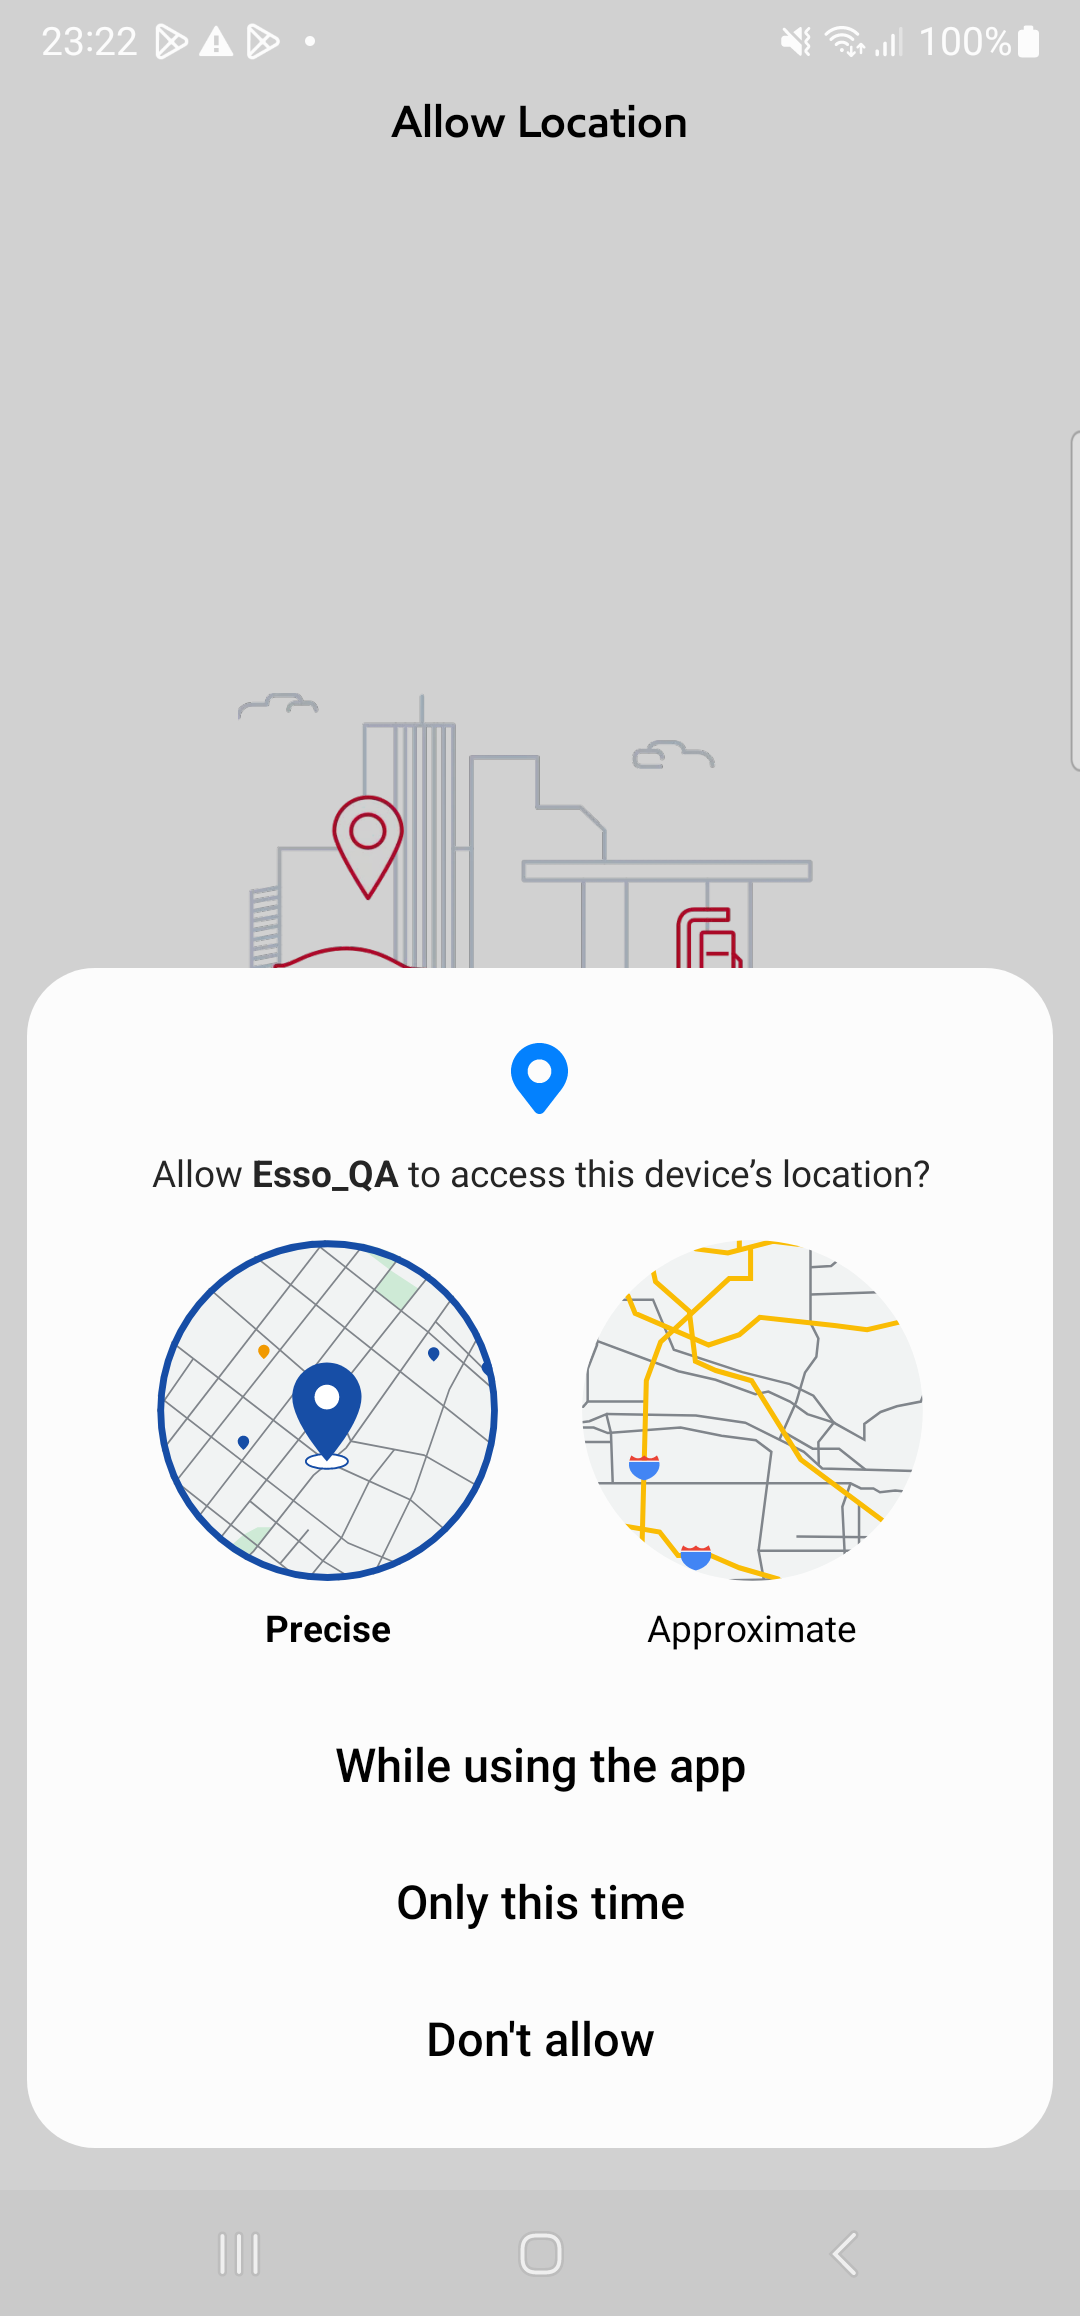 23:22
100%
Allow Location
Allow Esso_QA to access this device’s location?
Precise
Approximate
While using the app
Only this time
Don't allow